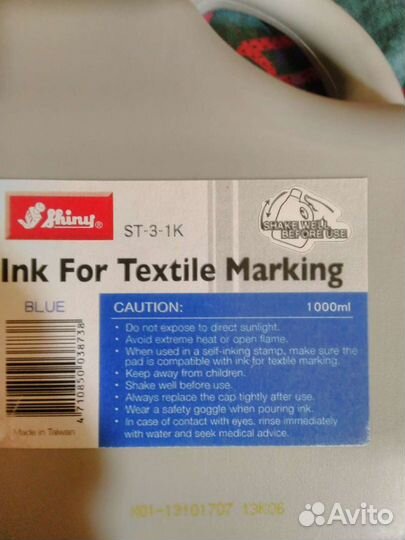 Shiny®
ST-3-1K
SHAKE WELL
BEFORE USE
Ink For Textile Marking
BLUE
CAUTION: 1000ml
• Do not expose to direct sunlight.
• Avoid extreme heat or open flame.
• When used in a self-inking stamp, make sure the
pad is compatible with ink for textile marking.
• Keep away from children.
• Shake well before use.
• Always replace the cap tightly after use.
• Wear a safety goggle when pouring ink.
• In case of contact with eyes, rinse immediately
with water and seek medical advice.
4 710850 038738
Made in Taiwan
Avito